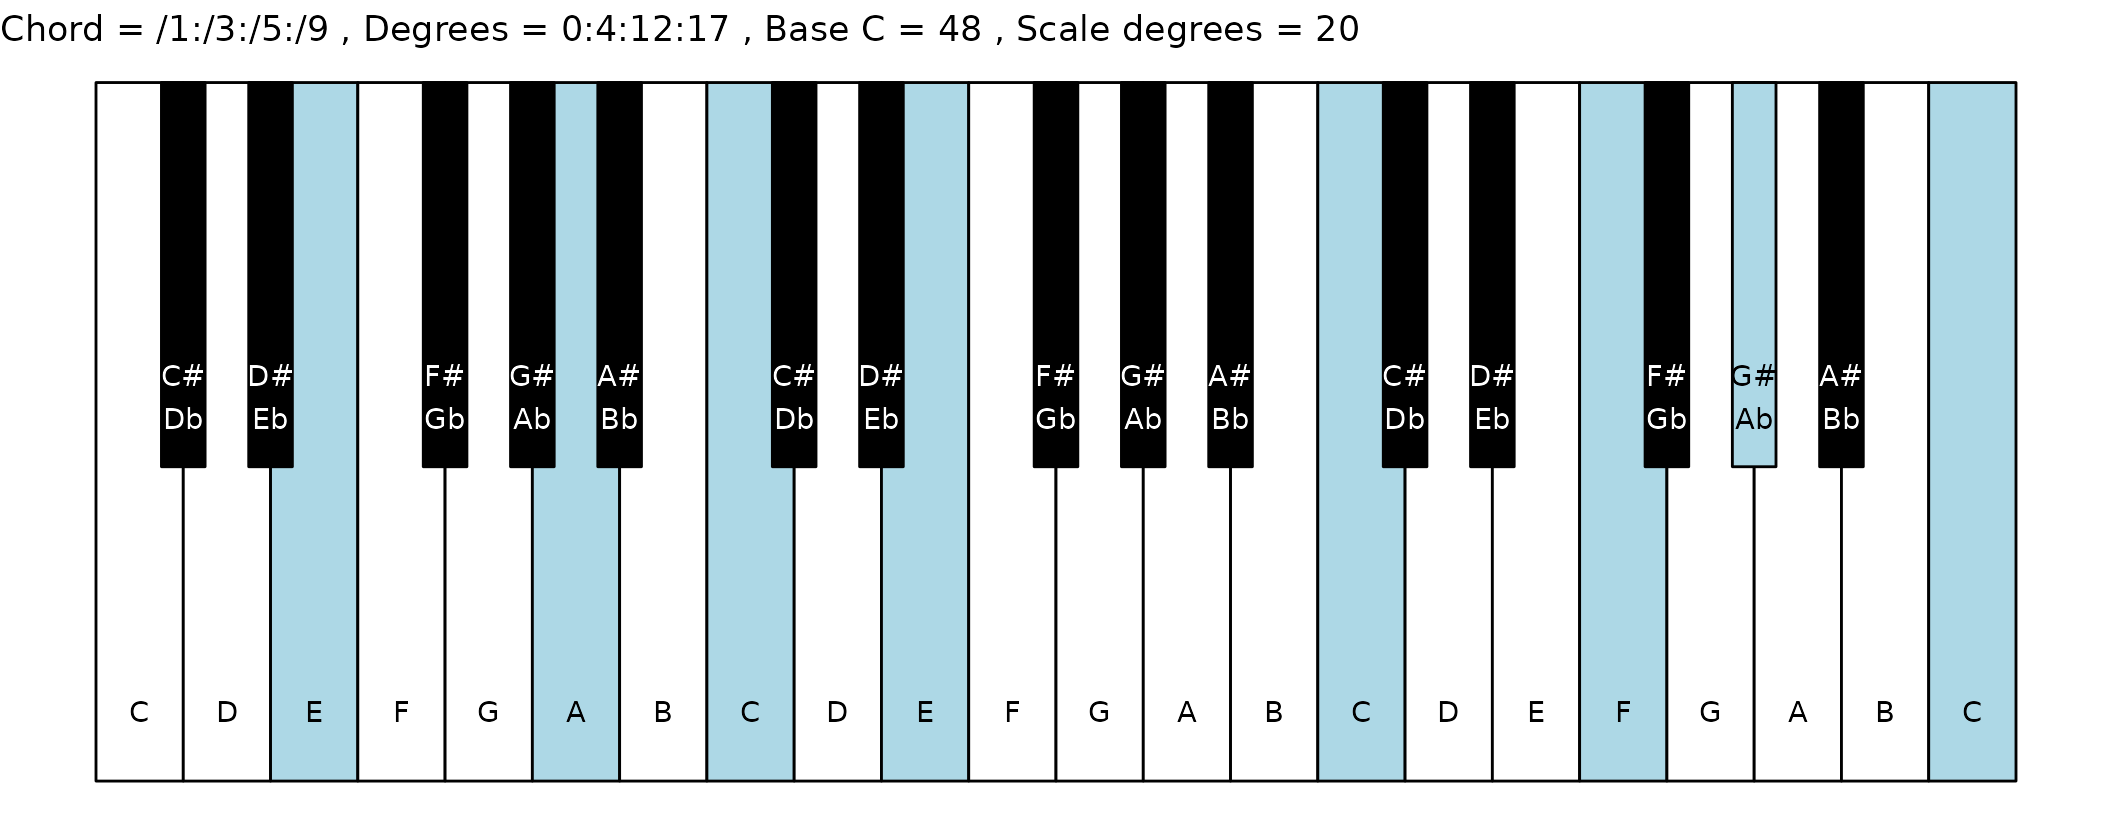 Chord = /1:/3:/5:/9 , Degrees = 0:4:12:17 , Base C = 48 , Scale degrees = 20
C# D# F# G# A# C# D# F# G# A# C# D# F# G# A#
Db Eb Gb Ab Bb Db Eb Gb Ab Bb Db Eb Gb Ab Bb
C D E F G A B C D E F G A B C D E F G A B C